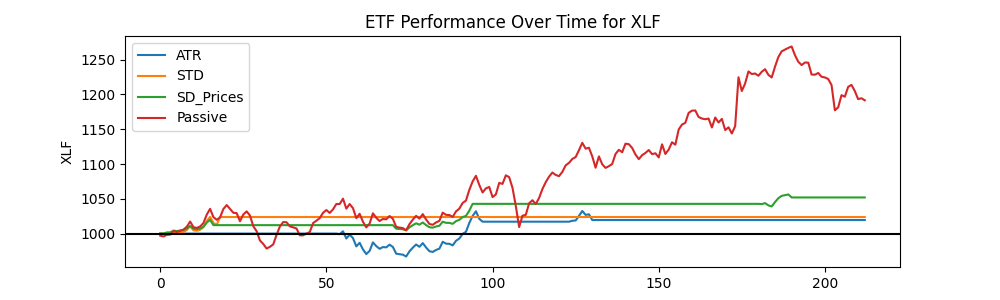 ETF Performance Over Time for XLF
ATR
STD
SD_Prices
Passive
XLF
1250
1200
1150
1100
1050
1000
0 50 100 150 200